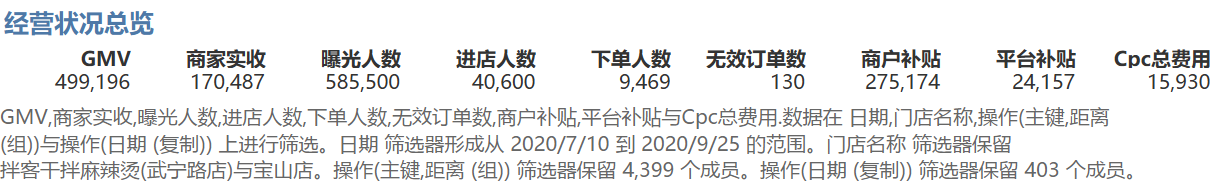 经营状况总览
GMV 商家实收 曝光人数 进店人数 下单人数 无效订单数 商户补贴 平台补贴 Cpc总费用
499,196 170,487 585,500 40,600 9,469 130 275,174 24,157 15,930
GMV,商家实收,曝光人数,进店人数,下单人数,无效订单数,商户补贴,平台补贴与Cpc总费用.数据在 日期,门店名称,操作(主键,距离
(组))与操作(日期 (复制)) 上进行筛选。日期 筛选器形成从 2020/7/10 到 2020/9/25 的范围。门店名称 筛选器保留
拌客干拌麻辣烫(武宁路店)与宝山店。操作(主键,距离 (组)) 筛选器保留 4,399 个成员。操作(日期 (复制)) 筛选器保留 403 个成员。